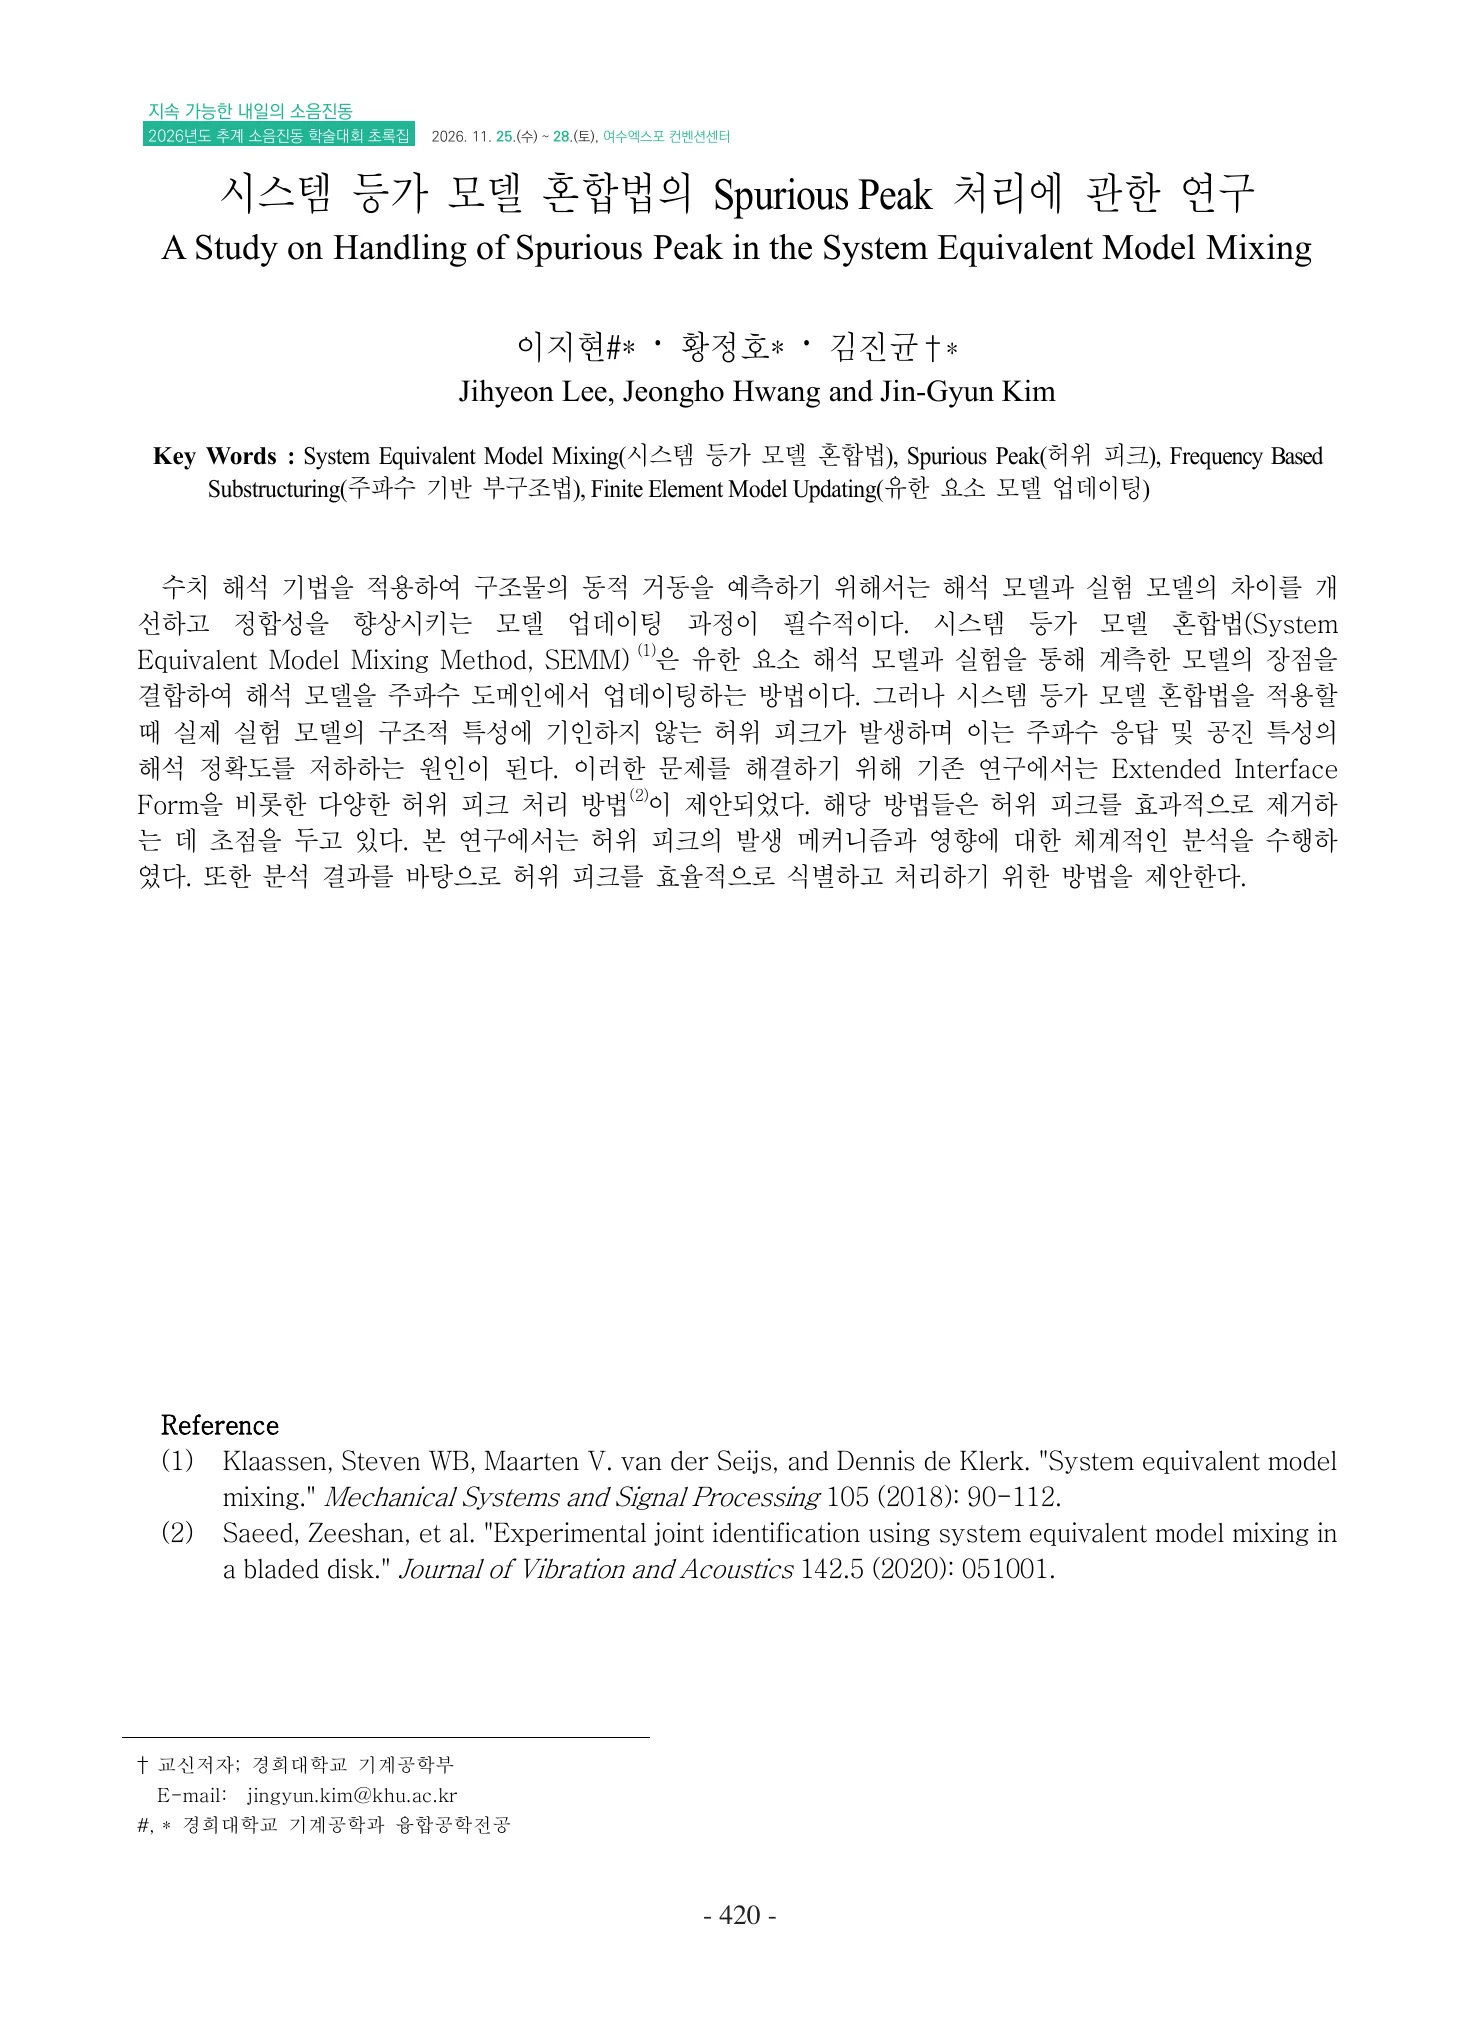 지속 가능한 내일의 소음진동
2026년도 추계 소음진동 학술대회 초록집 2026. 11. 25.(수) ~ 28.(토), 여수엑스포 컨벤션센터
시스템 등가 모델 혼합법의 Spurious Peak 처리에 관한 연구
A Study on Handling of Spurious Peak in the System Equivalent Model Mixing
이지현#* · 황정호* · 김진균†*
Jihyeon Lee, Jeongho Hwang and Jin-Gyun Kim
Key Words : System Equivalent Model Mixing(시스템 등가 모델 혼합법), Spurious Peak(허위 피크), Frequency Based
Substructuring(주파수 기반 부구조법), Finite Element Model Updating(유한 요소 모델 업데이팅)
수치 해석 기법을 적용하여 구조물의 동적 거동을 예측하기 위해서는 해석 모델과 실험 모델의 차이를 개
선하고 정합성을 향상시키는 모델 업데이팅 과정이 필수적이다. 시스템 등가 모델 혼합법(System
Equivalent Model Mixing Method, SEMM) (1)은 유한 요소 해석 모델과 실험을 통해 계측한 모델의 장점을
결합하여 해석 모델을 주파수 도메인에서 업데이팅하는 방법이다. 그러나 시스템 등가 모델 혼합법을 적용할
때 실제 실험 모델의 구조적 특성에 기인하지 않는 허위 피크가 발생하며 이는 주파수 응답 및 공진 특성의
해석 정확도를 저하하는 원인이 된다. 이러한 문제를 해결하기 위해 기존 연구에서는 Extended Interface
Form을 비롯한 다양한 허위 피크 처리 방법(2)이 제안되었다. 해당 방법들은 허위 피크를 효과적으로 제거하
는 데 초점을 두고 있다. 본 연구에서는 허위 피크의 발생 메커니즘과 영향에 대한 체계적인 분석을 수행하
였다. 또한 분석 결과를 바탕으로 허위 피크를 효율적으로 식별하고 처리하기 위한 방법을 제안한다.
Reference
(1) Klaassen, Steven WB, Maarten V. van der Seijs, and Dennis de Klerk. "System equivalent model
mixing." Mechanical Systems and Signal Processing 105 (2018): 90-112.
(2) Saeed, Zeeshan, et al. "Experimental joint identification using system equivalent model mixing in
a bladed disk." Journal of Vibration and Acoustics 142.5 (2020): 051001.
† 교신저자; 경희대학교 기계공학부
E-mail: jingyun.kim@khu.ac.kr
#, * 경희대학교 기계공학과 융합공학전공
- 420 -